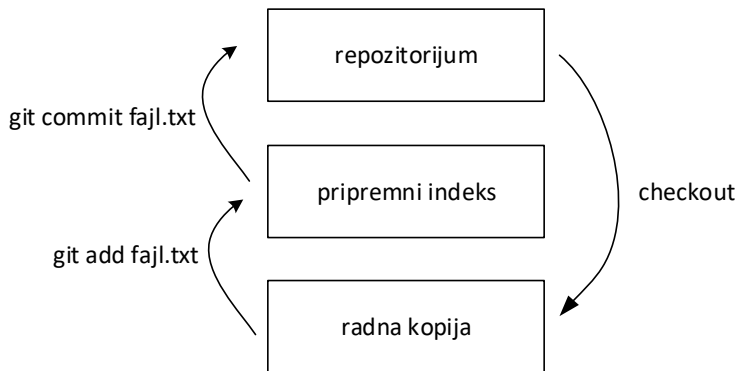 repozitorijum
git commit fajl.txt
pripremni indeks
checkout
git add fajl.txt
radna kopija